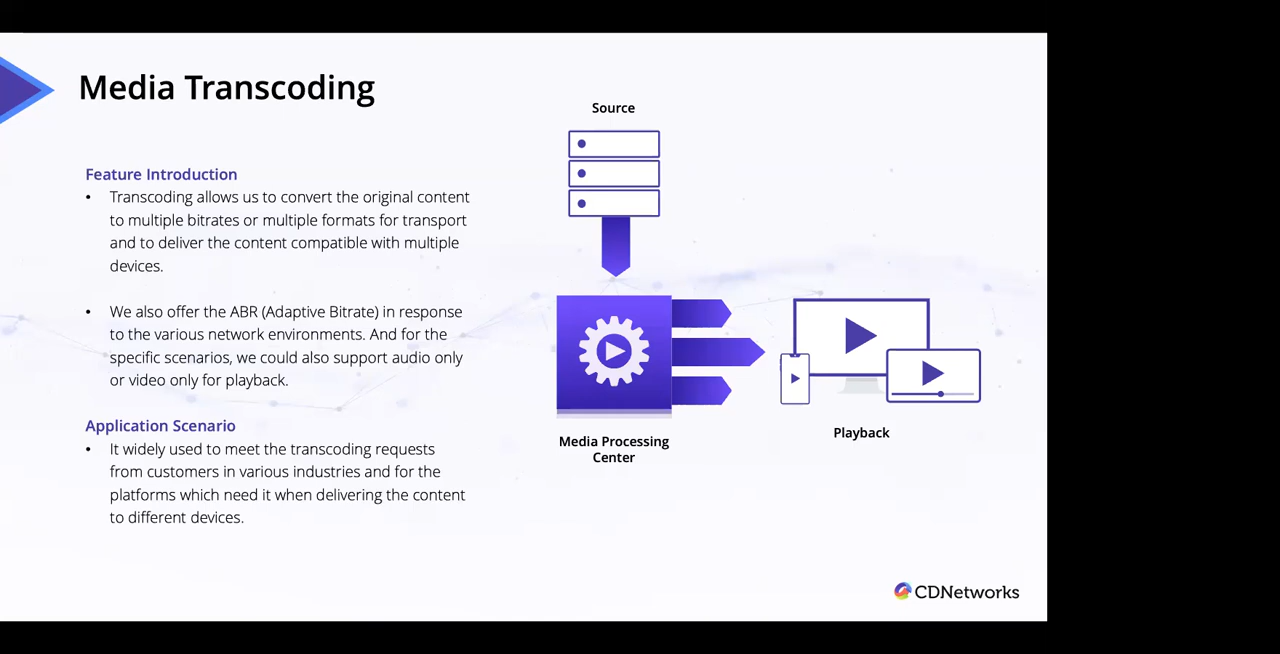 Media Transcoding
Feature Introduction
• Transcoding allows us to convert the original content
to multiple bitrates or multiple formats for transport
and to deliver the content compatible with multiple
devices.
• We also offer the ABR (Adaptive Bitrate) in response
to the various network environments. And for the
specific scenarios, we could also support audio only
or video only for playback.
Application Scenario
• It widely used to meet the transcoding requests
from customers in various industries and for the
platforms which need it when delivering the content
to different devices.
Source
Media Processing
Center
Playback
CDNetworks